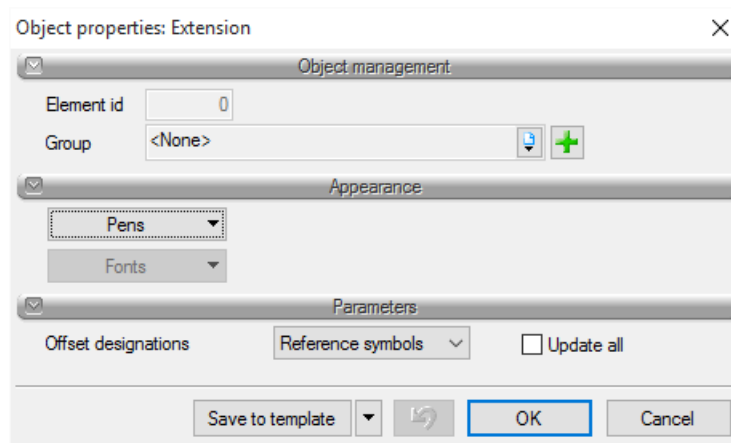 Object properties: Extension
Object management
Element id 0
Group <None>
Appearance
Pens
Fonts
Parameters
Offset designations Reference symbols Update all
Save to template OK Cancel